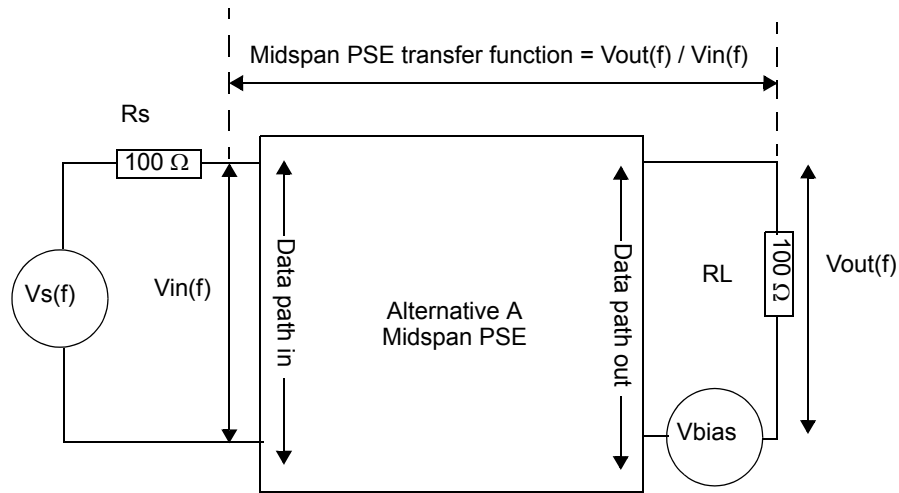 Midspan PSE transfer function = Vout(f) / Vin(f)
Rs
100 Ω
Vs(f)
Vin(f)
Data path in
Alternative A
Midspan PSE
Data path out
RL
100 Ω
Vout(f)
Vbias